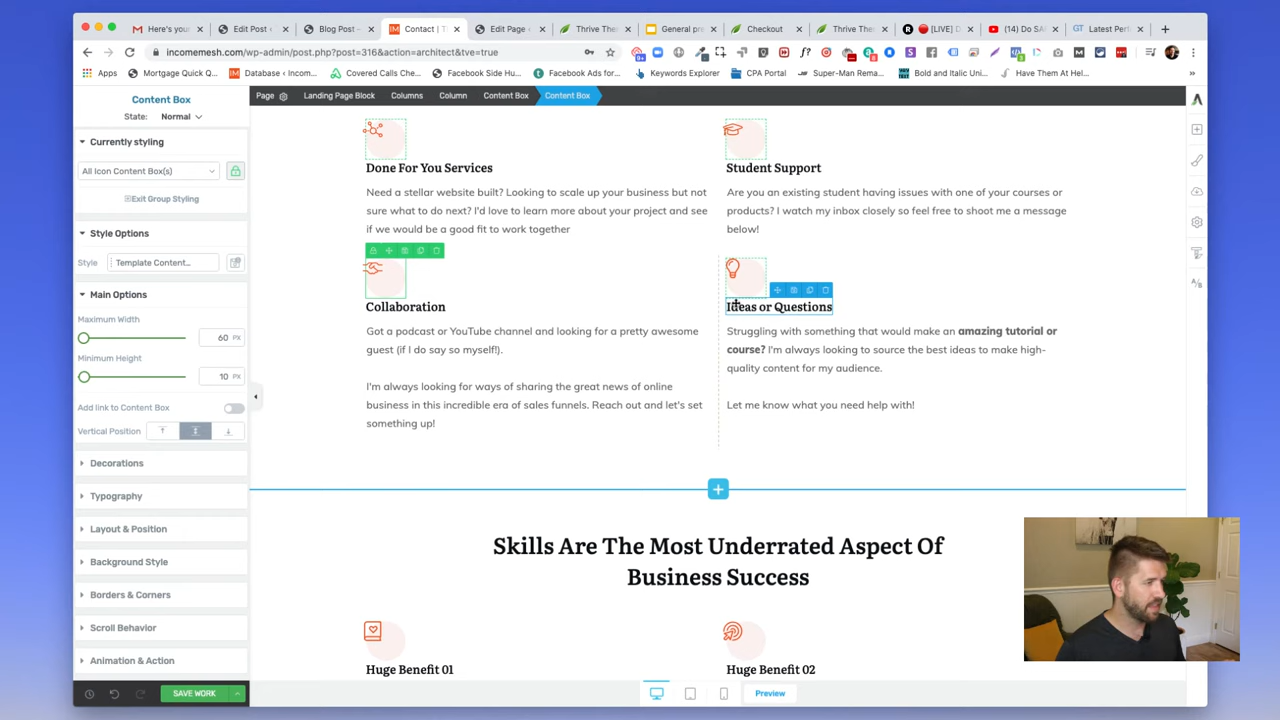 Here's your
Edit Post
Blog Post -
IM Contact | T
Edit Page
Thrive The
General pr
Checkout
Thrive The
[LIVE] D
(14) Do SA
GT Latest Perf
incomemesh.com/wp-admin/post.php?post=316&action=architect&tve=true
Apps
Mortgage Quick Q...
IM Database ‹ Incom...
Covered Calls Che...
Facebook Side Hu...
Facebook Ads for...
Keywords Explorer
CPA Portal
Super-Man Rema...
Bold and Italic Uni...
Have Them At Hel...
»
Content Box
State: Normal
Page
Landing Page Block
Columns
Column
Content Box
Content Box
Currently styling
All Icon Content Box(s)
Exit Group Styling
Style Options
Style Template Content...
Main Options
Maximum Width
60 PX
Minimum Height
10 PX
Add link to Content Box
Vertical Position
Decorations
Typography
Layout & Position
Background Style
Borders & Corners
Scroll Behavior
Animation & Action
SAVE WORK
Done For You Services
Need a stellar website built? Looking to scale up your business but not
sure what to do next? I'd love to learn more about your project and see
if we would be a good fit to work together
Student Support
Are you an existing student having issues with one of your courses or
products? I watch my inbox closely so feel free to shoot me a message
below!
Collaboration
Got a podcast or YouTube channel and looking for a pretty awesome
guest (if I do say so myself!).
I'm always looking for ways of sharing the great news of online
business in this incredible era of sales funnels. Reach out and let's set
something up!
Ideas or Questions
Struggling with something that would make an amazing tutorial or
course? I'm always looking to source the best ideas to make high-
quality content for my audience.
Let me know what you need help with!
Skills Are The Most Underrated Aspect Of
Business Success
Huge Benefit 01
Huge Benefit 02
Preview